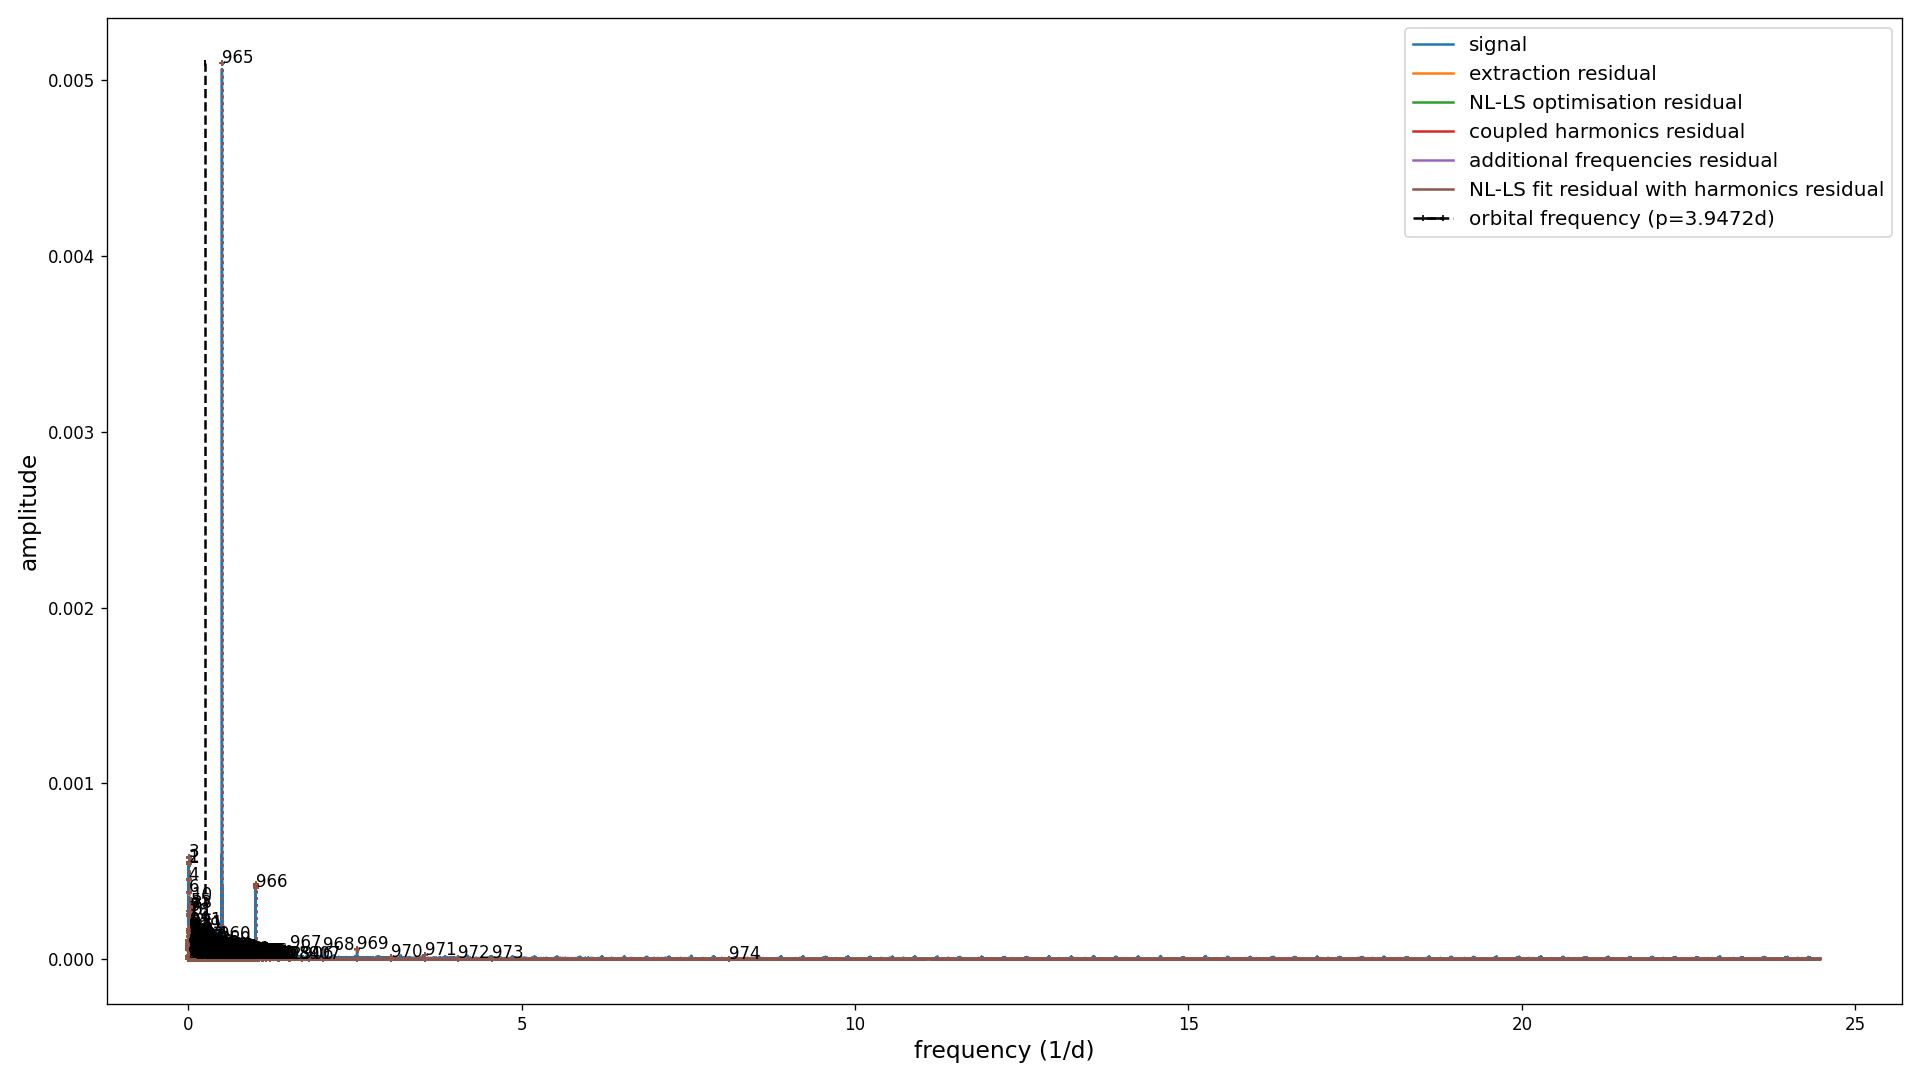 965
signal
extraction residual
NL-LS optimisation residual
coupled harmonics residual
additional frequencies residual
NL-LS fit residual with harmonics residual
orbital frequency (p=3.9472d)
0.005
0.004
0.003
0.002
0.001
0.000
amplitude
3
4
966
960
967
968
969
970
971
972
973
974
0
5
10
15
20
25
frequency (1/d)